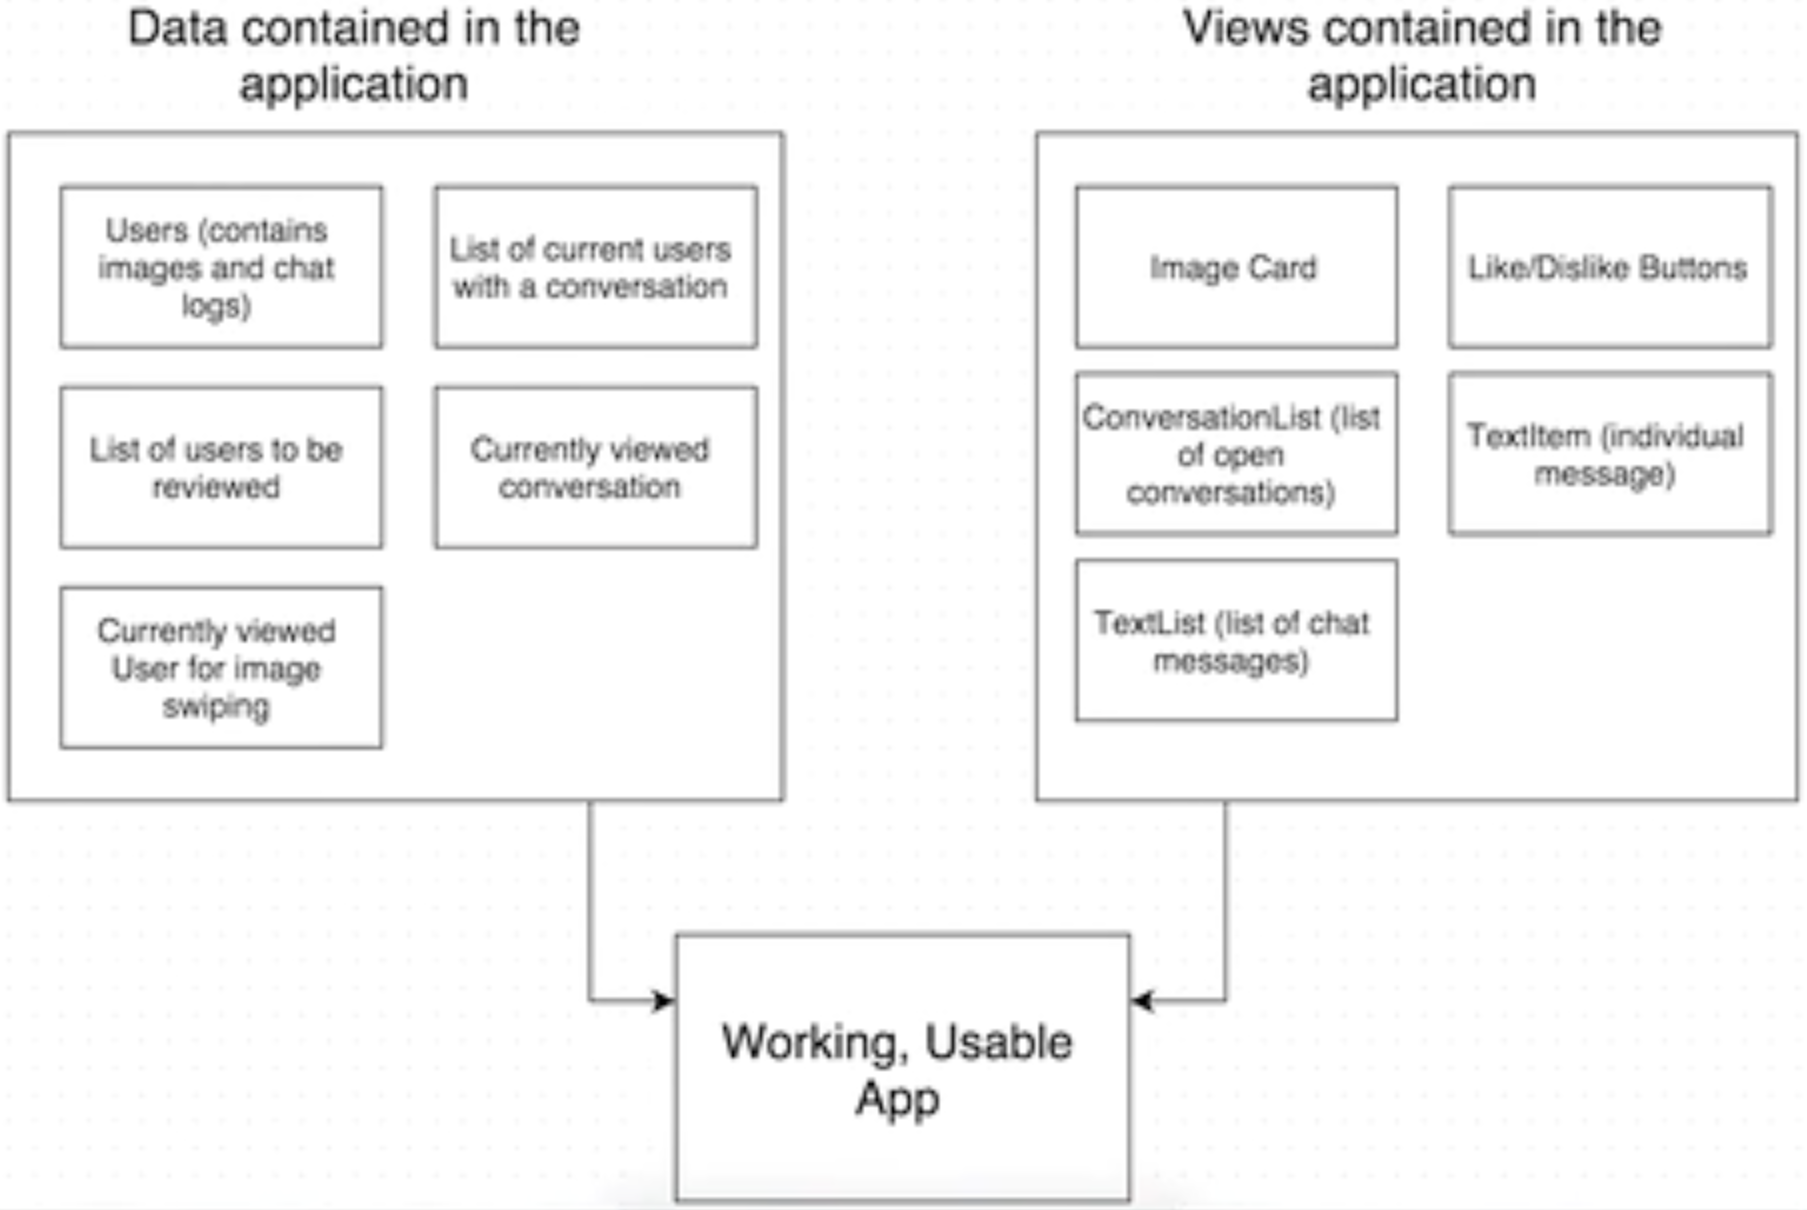 Data contained in the
application
Views contained in the
application
Users (contains
images and chat
logs)
List of current users
with a conversation
List of users to be
reviewed
Currently viewed
conversation
Currently viewed
User for image
swiping
Image Card
Like/Dislike Buttons
ConversationList (list
of open
conversations)
TextItem (individual
message)
TextList (list of chat
messages)
Working, Usable
App